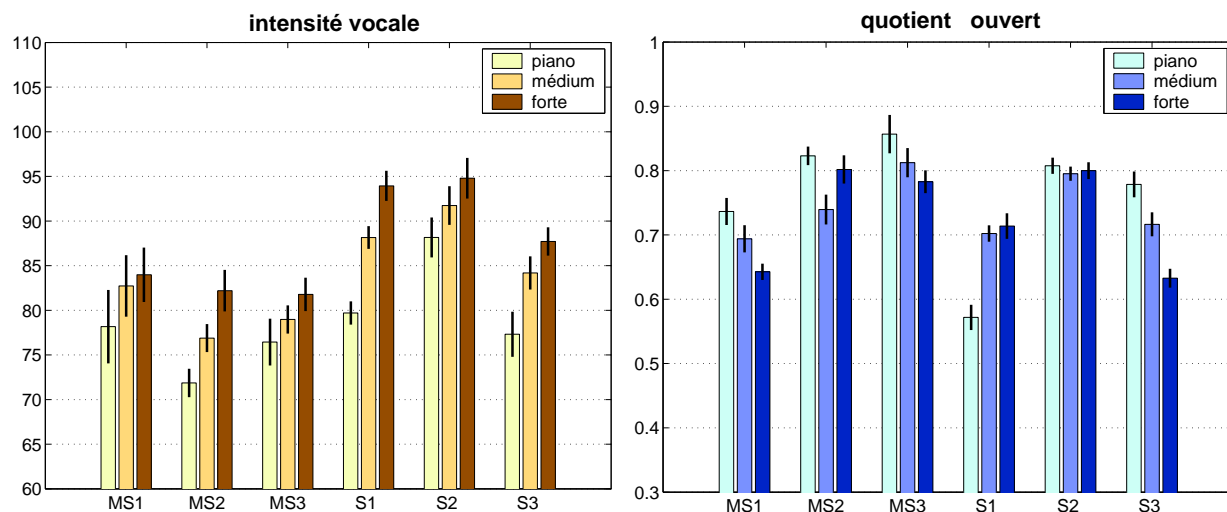 intensité vocale
110
105
100
95
90
85
80
75
70
65
60
piano
médium
forte
MS1 MS2 MS3 S1 S2 S3
quotient ouvert
1
0.9
0.8
0.7
0.6
0.5
0.4
0.3
piano
médium
forte
MS1 MS2 MS3 S1 S2 S3